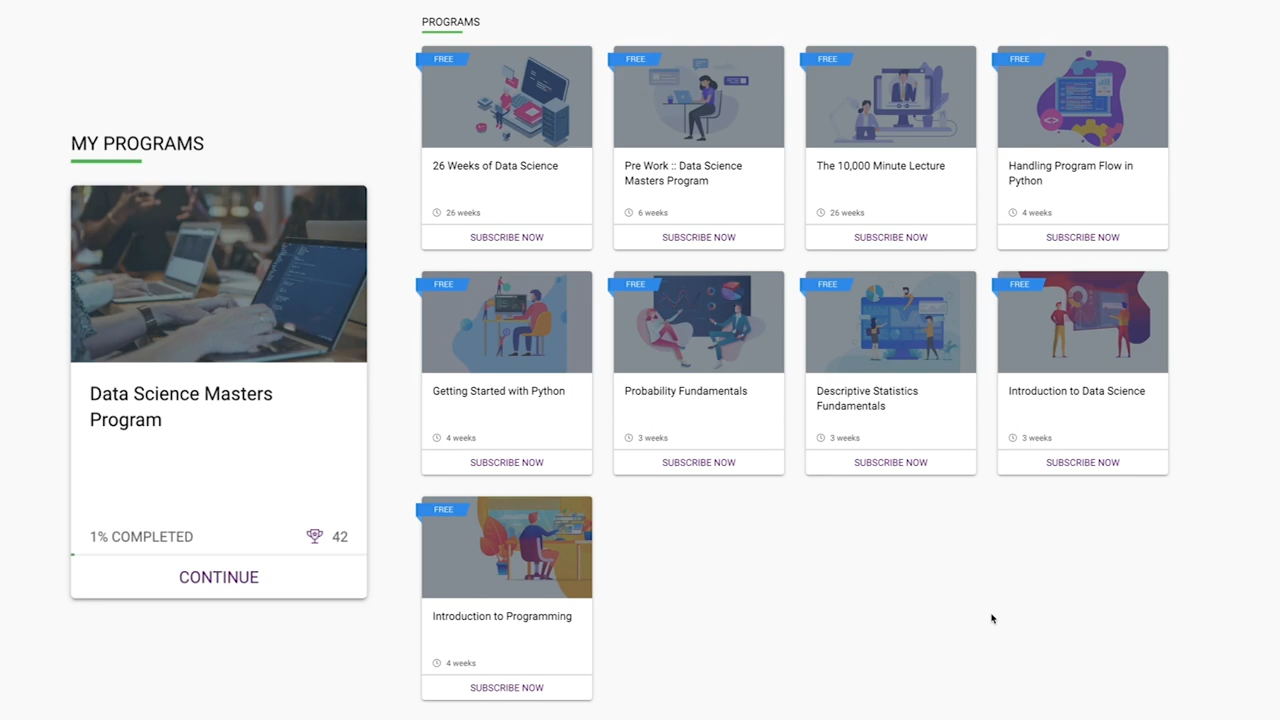 PROGRAMS
MY PROGRAMS
Data Science Masters
Program
1% COMPLETED 42
CONTINUE
FREE
26 Weeks of Data Science
26 weeks
SUBSCRIBE NOW
FREE
Pre Work :: Data Science
Masters Program
6 weeks
SUBSCRIBE NOW
FREE
The 10,000 Minute Lecture
26 weeks
SUBSCRIBE NOW
FREE
Handling Program Flow in
Python
4 weeks
SUBSCRIBE NOW
FREE
Getting Started with Python
4 weeks
SUBSCRIBE NOW
FREE
Probability Fundamentals
3 weeks
SUBSCRIBE NOW
FREE
Descriptive Statistics
Fundamentals
3 weeks
SUBSCRIBE NOW
FREE
Introduction to Data Science
3 weeks
SUBSCRIBE NOW
FREE
Introduction to Programming
4 weeks
SUBSCRIBE NOW